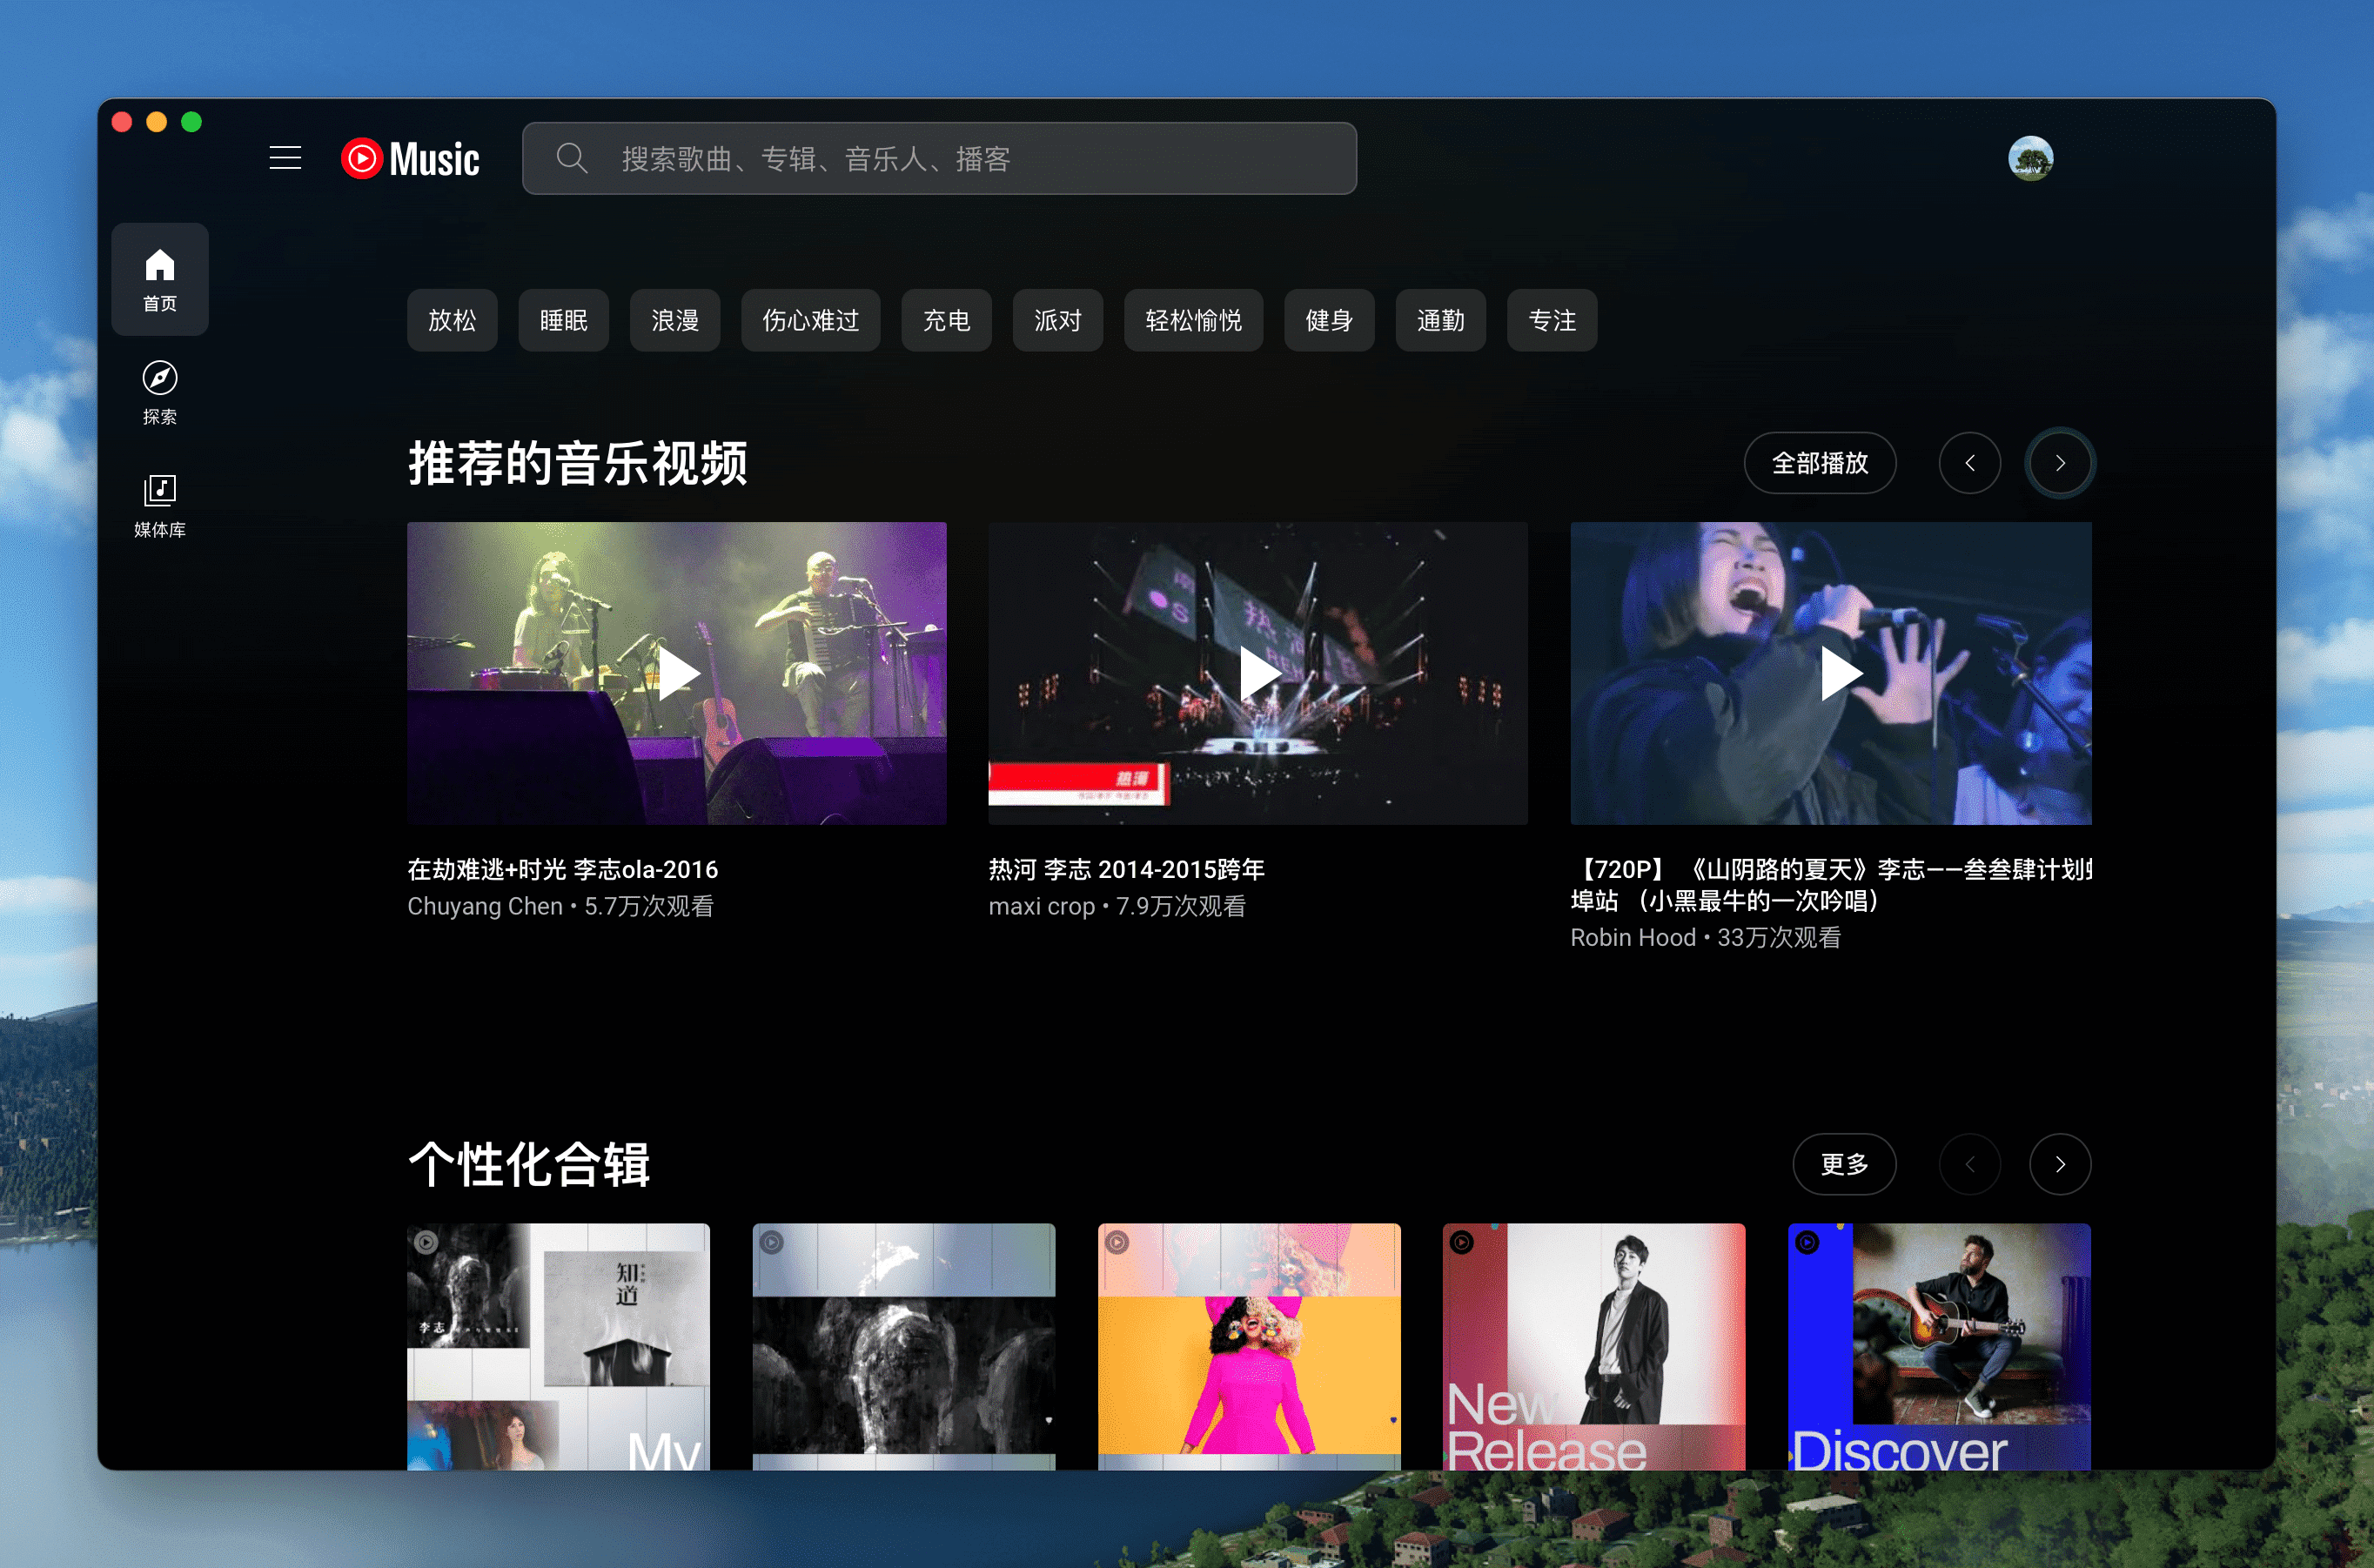 Music
搜索歌曲、专辑、音乐人、播客
首页
探索
媒体库
放松
睡眠
浪漫
伤心难过
充电
派对
轻松愉悦
健身
通勤
专注
推荐的音乐视频
全部播放
热河
热河
在劫难逃+时光 李志ola-2016
Chuyang Chen • 5.7万次观看
热河 李志 2014-2015跨年
maxi crop • 7.9万次观看
【720P】 《山阴路的夏天》李志——叁叁肆计划
埠站 （小黑最牛的一次吟唱）
Robin Hood • 33万次观看
个性化合辑
更多
知道
李志
My
New
Release
Discover